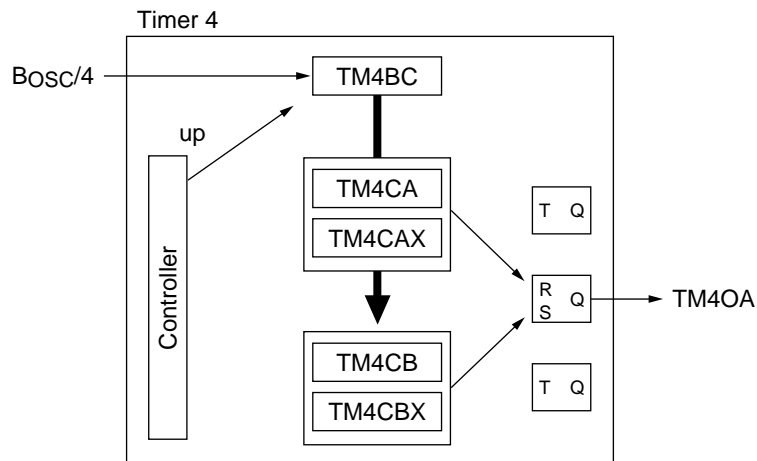 Timer 4
BOSC/4
TM4BC
up
TM4CA
T Q
TM4CAX
Controller
R
S Q
TM4OA
TM4CB
T Q
TM4CBX